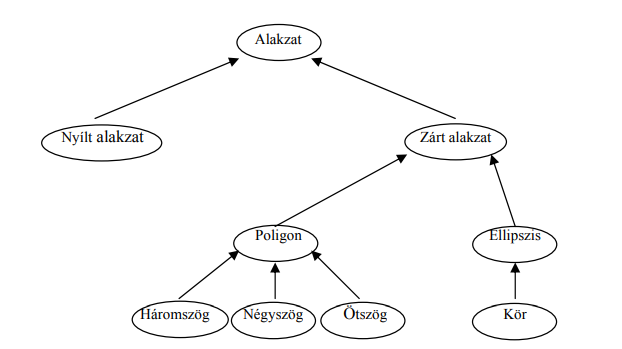 Alakzat
Nyílt alakzat
Zárt alakzat
Poligon
Ellipszis
Háromszög
Négyszög
Ötszög
Kör